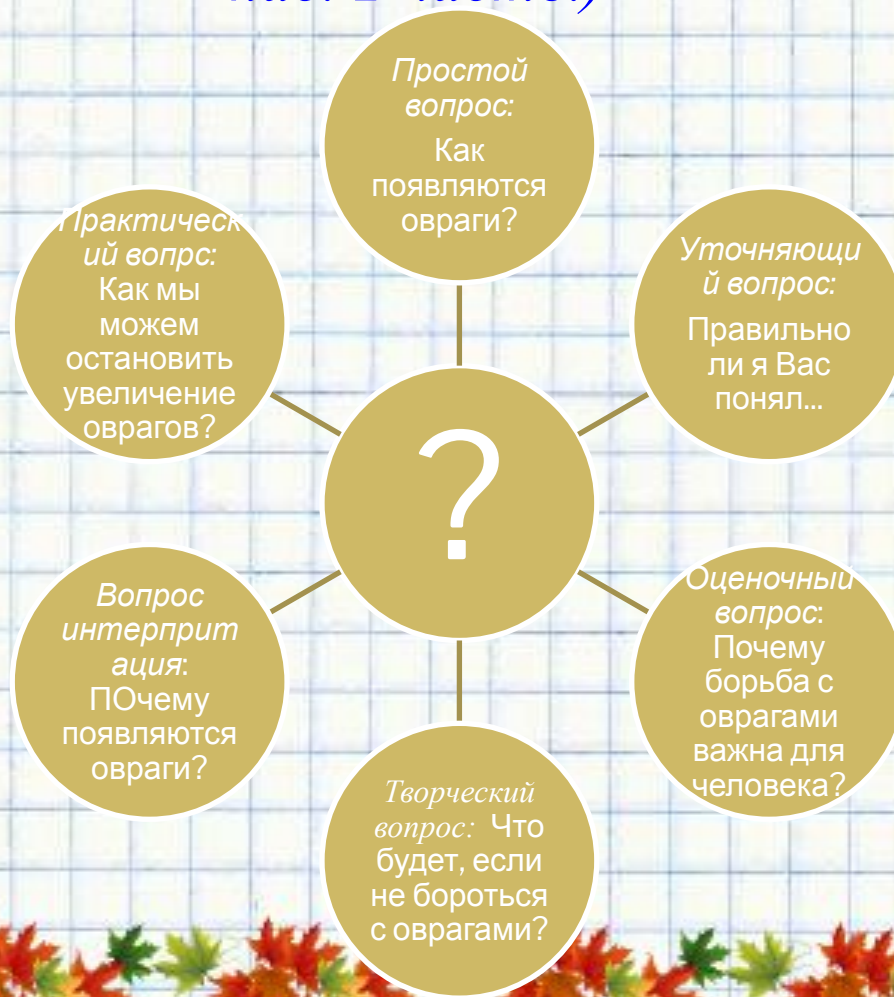 Простой
вопрос:
Как
появляются
овраги?
Уточняющи
й вопрос:
Правильно
ли я Вас
понял...
Оценочный
вопрос:
Почему
борьба с
оврагами
важна для
человека?
Творческий
вопрос: Что
будет, если
не бороться
с оврагами?
Вопрос
интерприт
ация:
ПОчему
появляются
овраги?
Практическ
ий вопрс:
Как мы
можем
остановить
увеличение
оврагов?
?